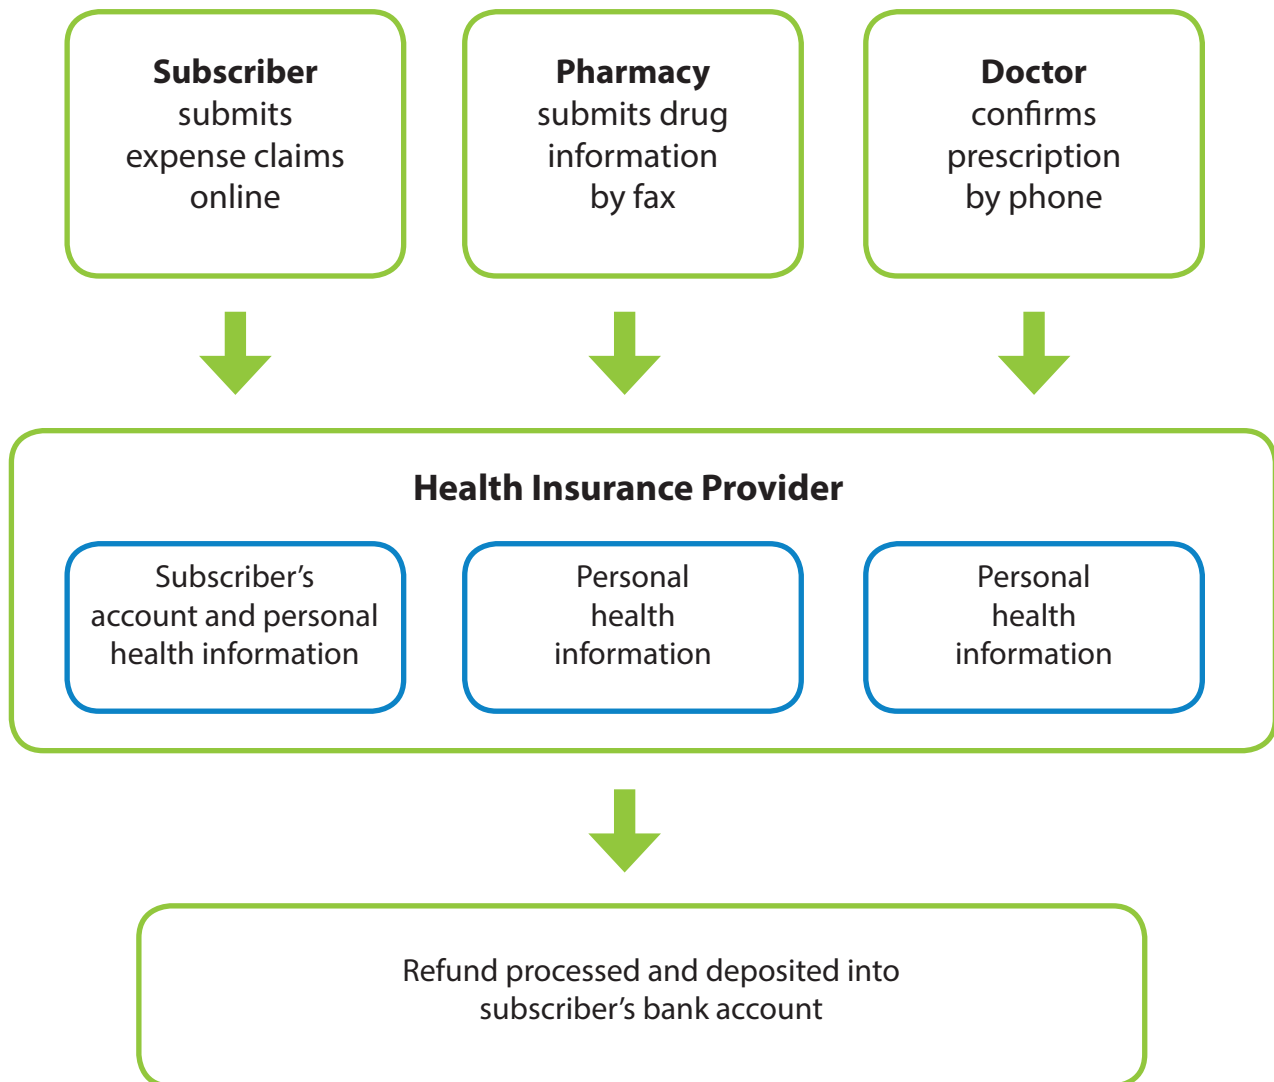 Subscriber
submits
expense claims
online
Pharmacy
submits drug
information
by fax
Doctor
confirms
prescription
by phone
Health Insurance Provider
Subscriber’s
account and personal
health information
Personal
health
information
Personal
health
information
Refund processed and deposited into
subscriber’s bank account